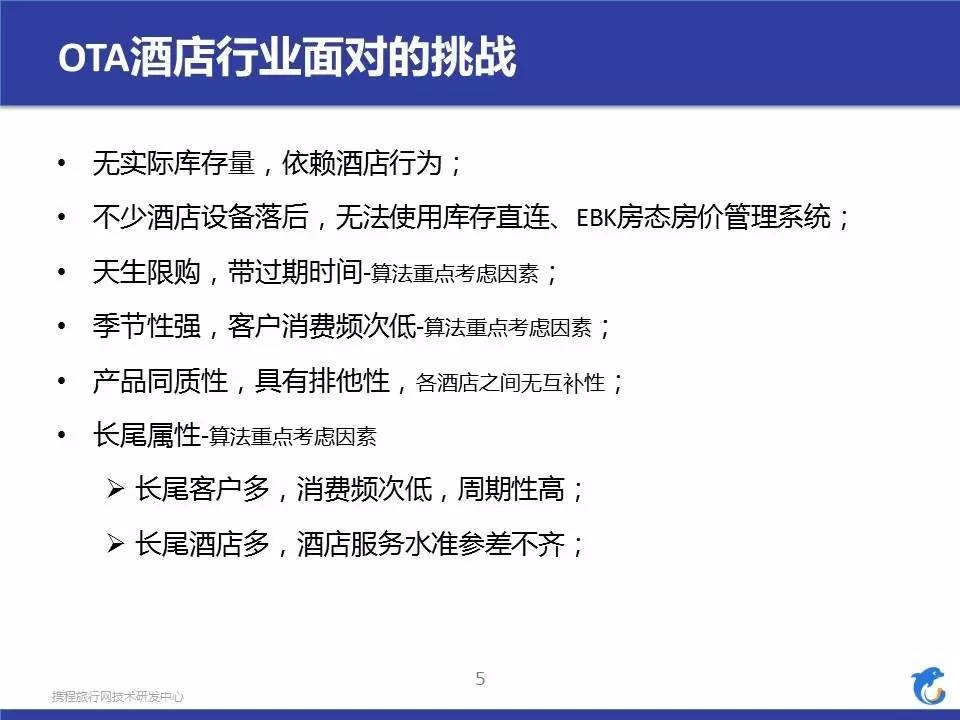 OTA酒店行业面对的挑战
• 无实际库存量，依赖酒店行为；
• 不少酒店设备落后，无法使用库存直连、EBK房态房价管理系统；
• 天生限购，带过期时间-算法重点考虑因素；
• 季节性强，客户消费频次低-算法重点考虑因素；
• 产品同质性，具有排他性，各酒店之间无互补性；
• 长尾属性-算法重点考虑因素
➢ 长尾客户多，消费频次低，周期性高；
➢ 长尾酒店多，酒店服务水准参差不齐；
5
携程旅行网技术研发中心